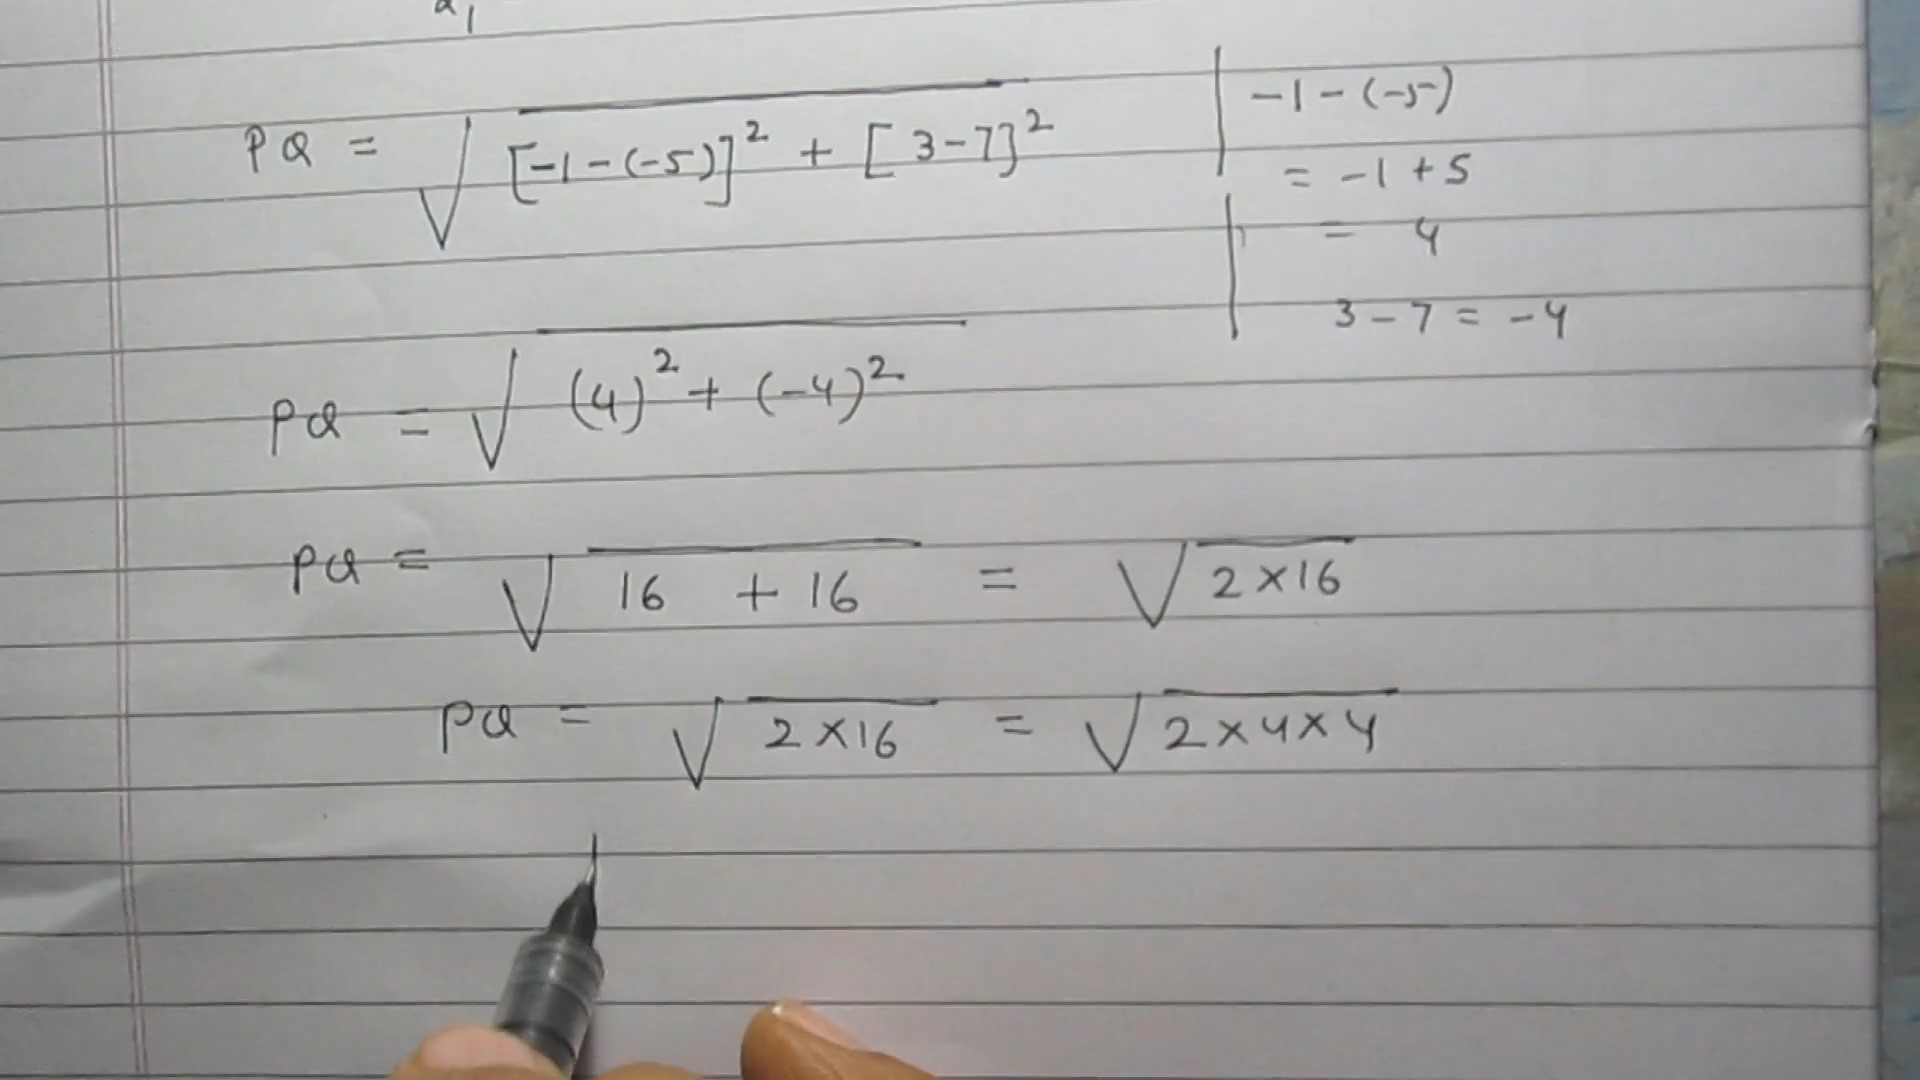 PQ = √[-1-(-5)]² + [3-7]²
-1-(-5)
= -1+5
= 4
3-7 = -4
PQ = √(4)² + (-4)²
PQ = √16 + 16 = √2×16
PQ = √2×16 = √2×4×4